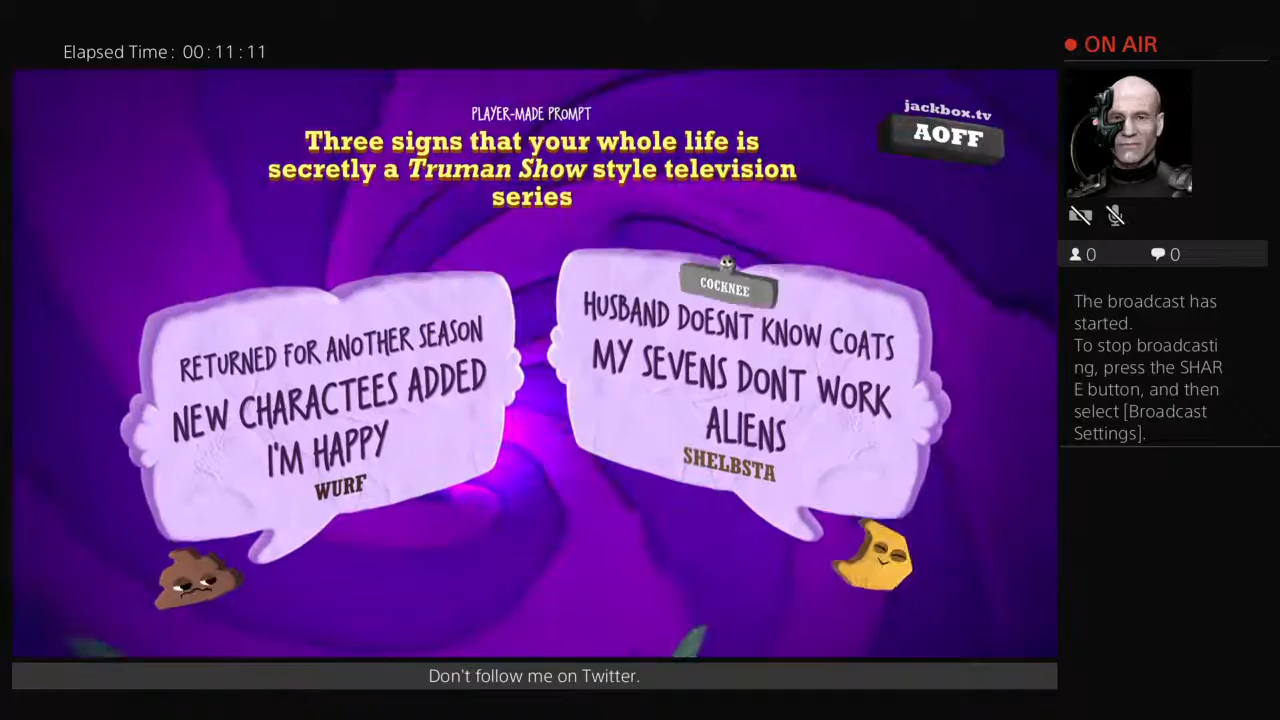 Elapsed Time: 00:11:11
ON AIR
PLAYER-MADE PROMPT
Three signs that your whole life is
secretly a Truman Show style television
series
jackbox.tv
AOFF
RETURNED FOR ANOTHER SEASON
NEW CHARACTEES ADDED
I'M HAPPY
WURF
COCKNEE
HUSBAND DOESNT KNOW COATS
MY SEVENS DONT WORK
ALIENS
SHELBSTA
0
0
The broadcast has
started.
To stop broadcasti
ng, press the SHAR
E button, and then
select [Broadcast
Settings].
Don't follow me on Twitter.